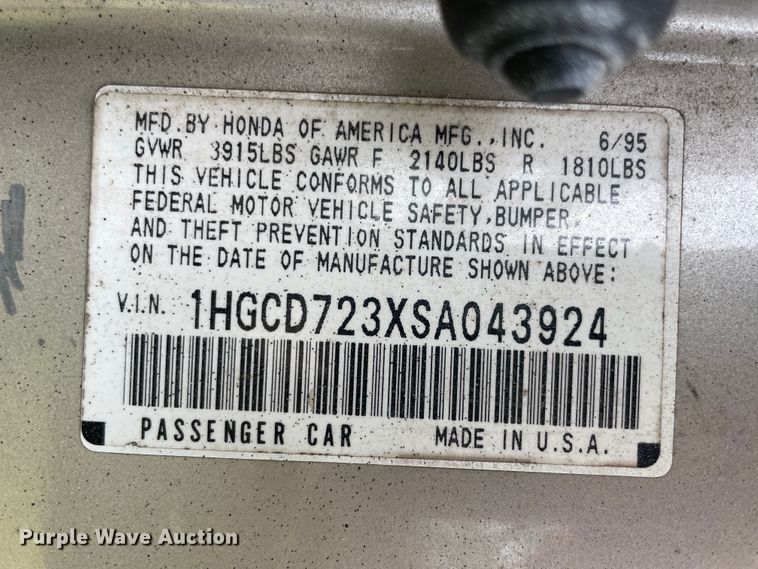 MFD.BY HONDA OF AMERICA MFG.,INC. 6/95
GVWR 3915LBS GAWR F 2140LBS R 1810LBS
THIS VEHICLE CONFORMS TO ALL APPLICABLE
FEDERAL MOTOR VEHICLE SAFETY,BUMPER,
AND THEFT PREVENTION STANDARDS IN EFFECT
ON THE DATE OF MANUFACTURE SHOWN ABOVE:
V.I.N. 1HGCD723XSA043924
PASSENGER CAR MADE IN U.S.A.
Purple Wave Auction